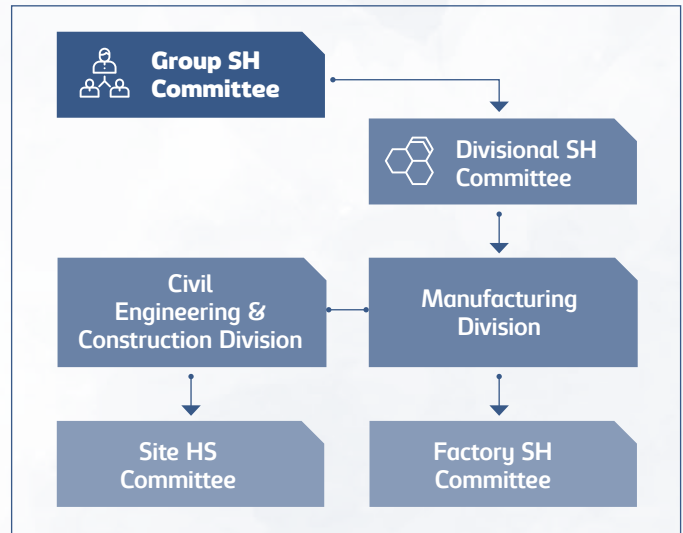 Group SH
Committee
Divisional SH
Committee
Civil
Engineering &
Construction Division
Manufacturing
Division
Site HS
Committee
Factory SH
Committee